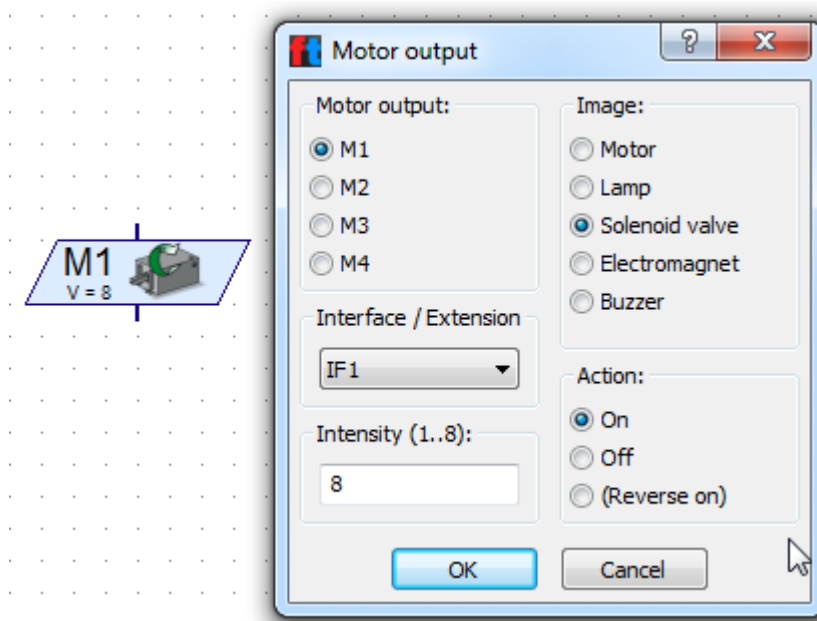 M1
V = 8
Motor output
Motor output:
M1
M2
M3
M4
Interface / Extension
IF1
Intensity (1..8):
8
Image:
Motor
Lamp
Solenoid valve
Electromagnet
Buzzer
Action:
On
Off
(Reverse on)
OK
Cancel